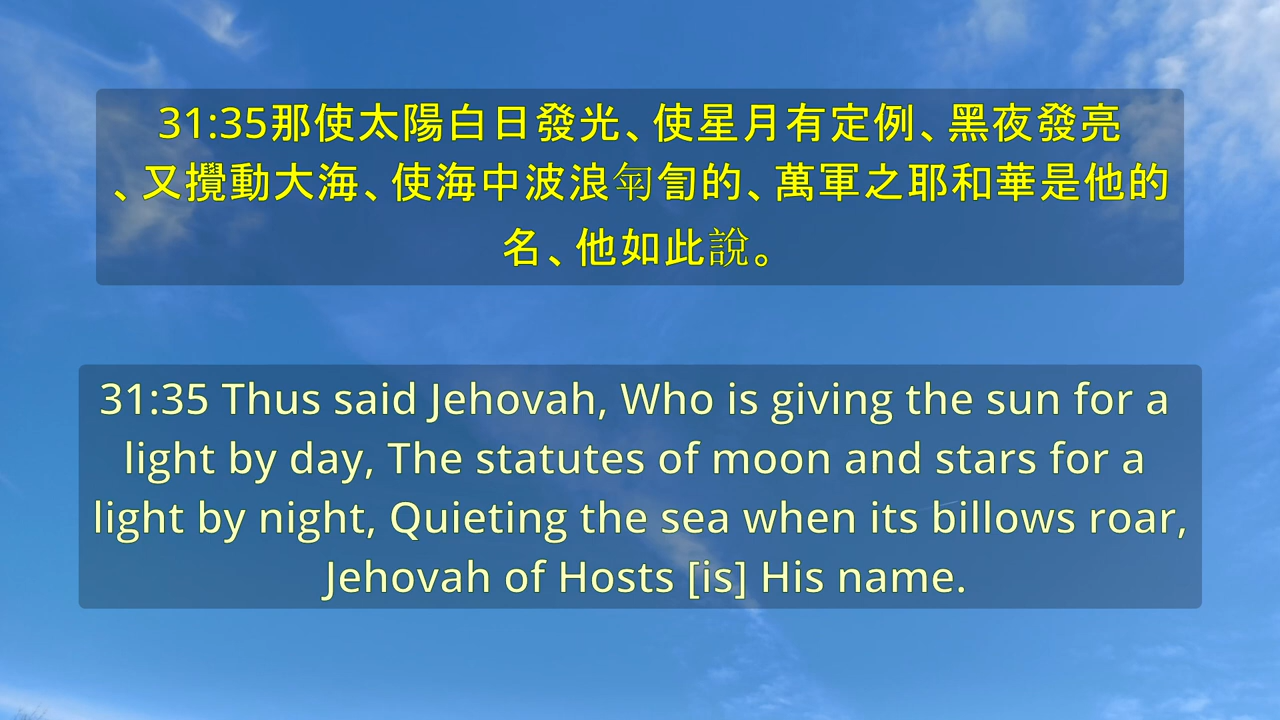 31:35那使太陽白日發光、使星月有定例、黑夜發亮
、又攪動大海、使海中波浪匉訇的、萬軍之耶和華是他的
名、他如此說。
31:35 Thus said Jehovah, Who is giving the sun for a
light by day, The statutes of moon and stars for a
light by night, Quieting the sea when its billows roar,
Jehovah of Hosts [is] His name.